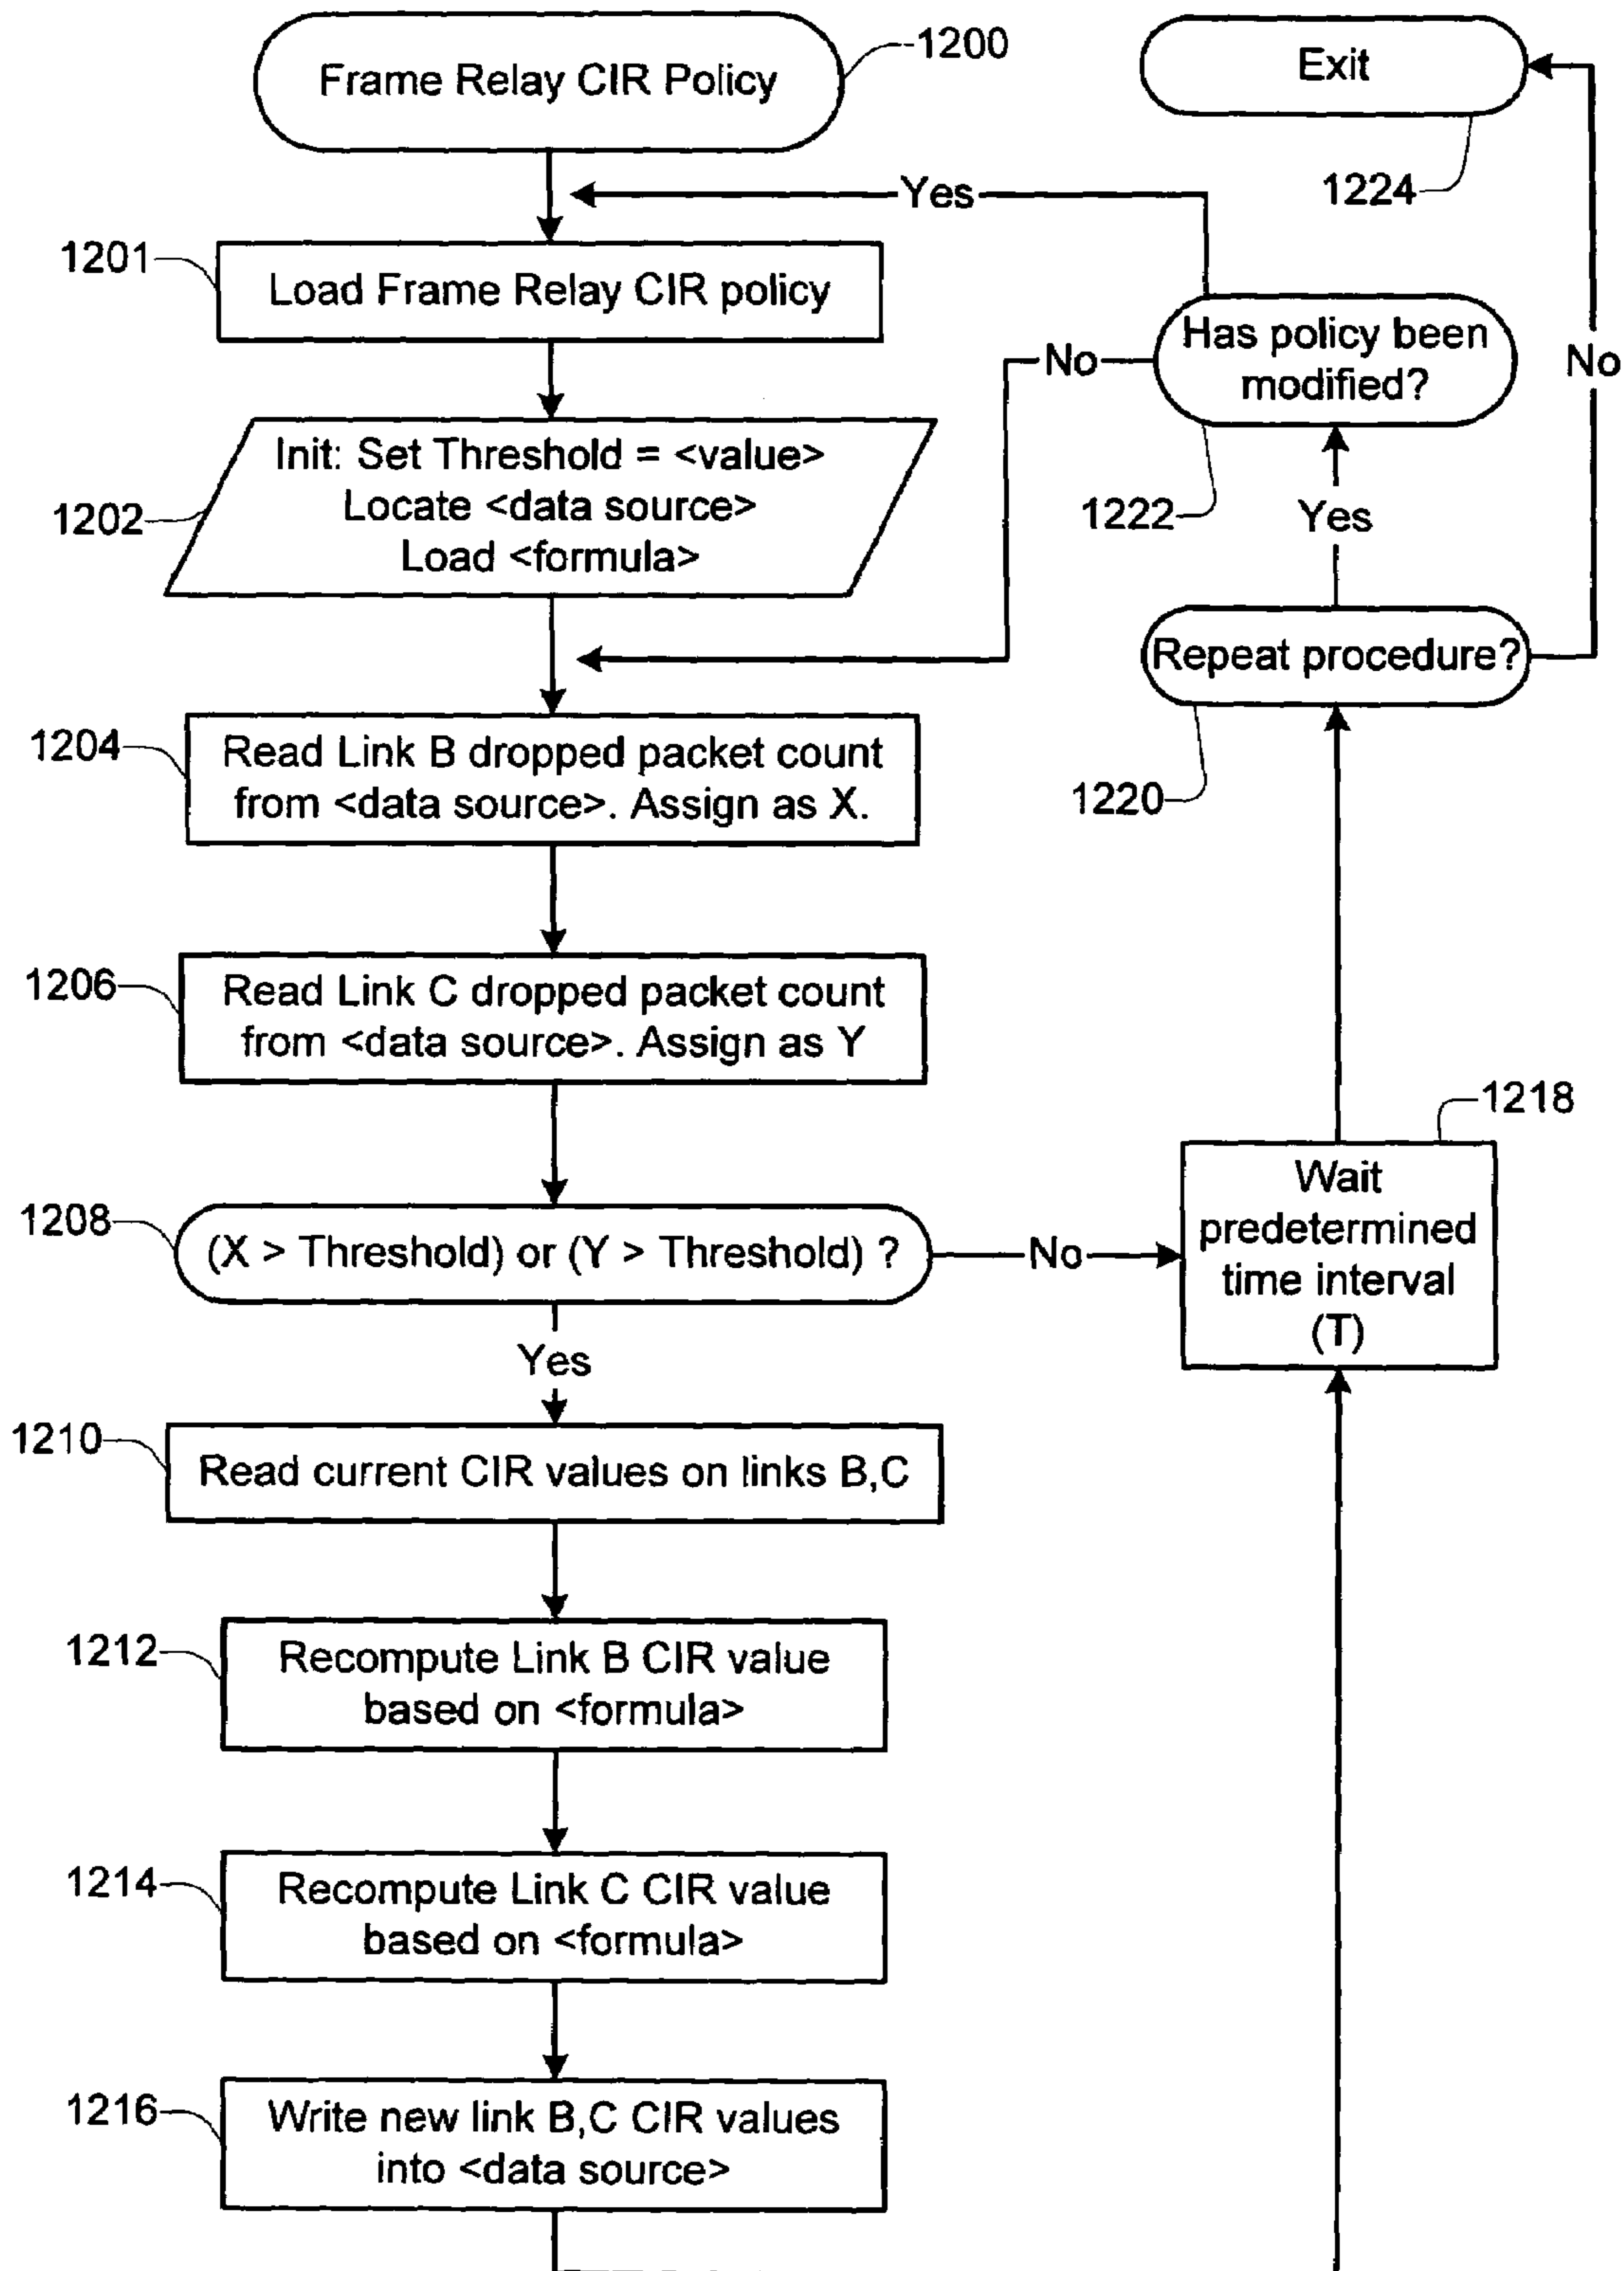 Frame Relay CIR Policy
1200
Load Frame Relay CIR policy
1201
Init: Set Threshold = <value>
Locate <data source>
Load <formula>
1202
Read Link B dropped packet count
from <data source>. Assign as X.
1204
Read Link C dropped packet count
from <data source>. Assign as Y
1206
(X > Threshold) or (Y > Threshold) ?
1208
No
Yes
Read current CIR values on links B,C
1210
Recompute Link B CIR value
based on <formula>
1212
Recompute Link C CIR value
based on <formula>
1214
Write new link B,C CIR values
into <data source>
1216
Wait
predetermined
time interval
(T)
1218
Repeat procedure?
1220
Yes
No
Has policy been
modified?
1222
Yes
No
Exit
1224